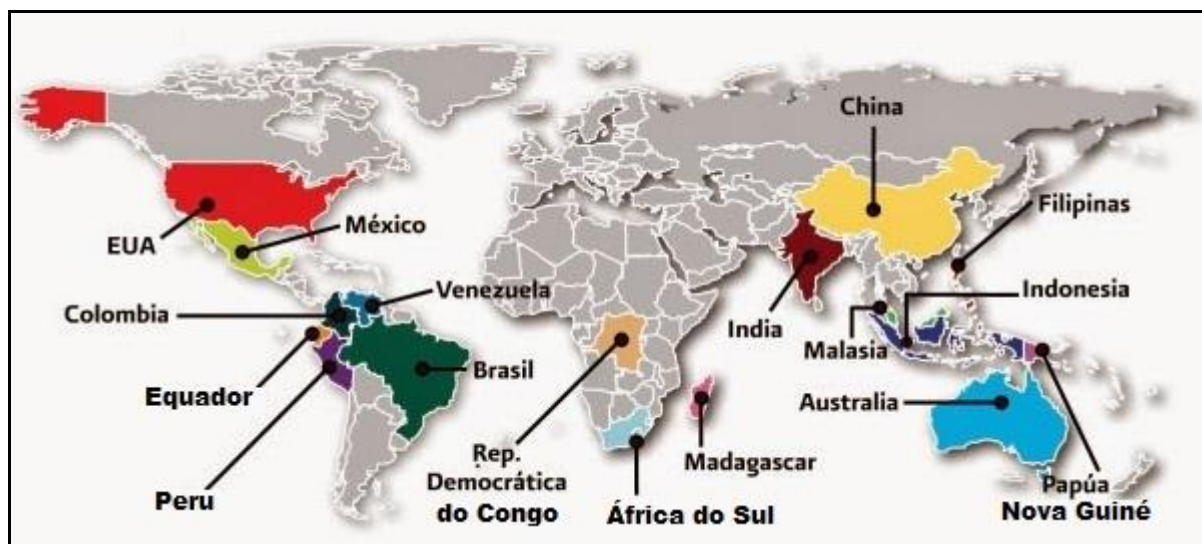 China
Filipinas
México
EUA
Venezuela
Indonesia
Colombia
India
Malasia
Brasil
Equador
Australia
Rep.
Democrática
do Congo
Madagascar
Peru
África do Sul
Papúa
Nova Guiné